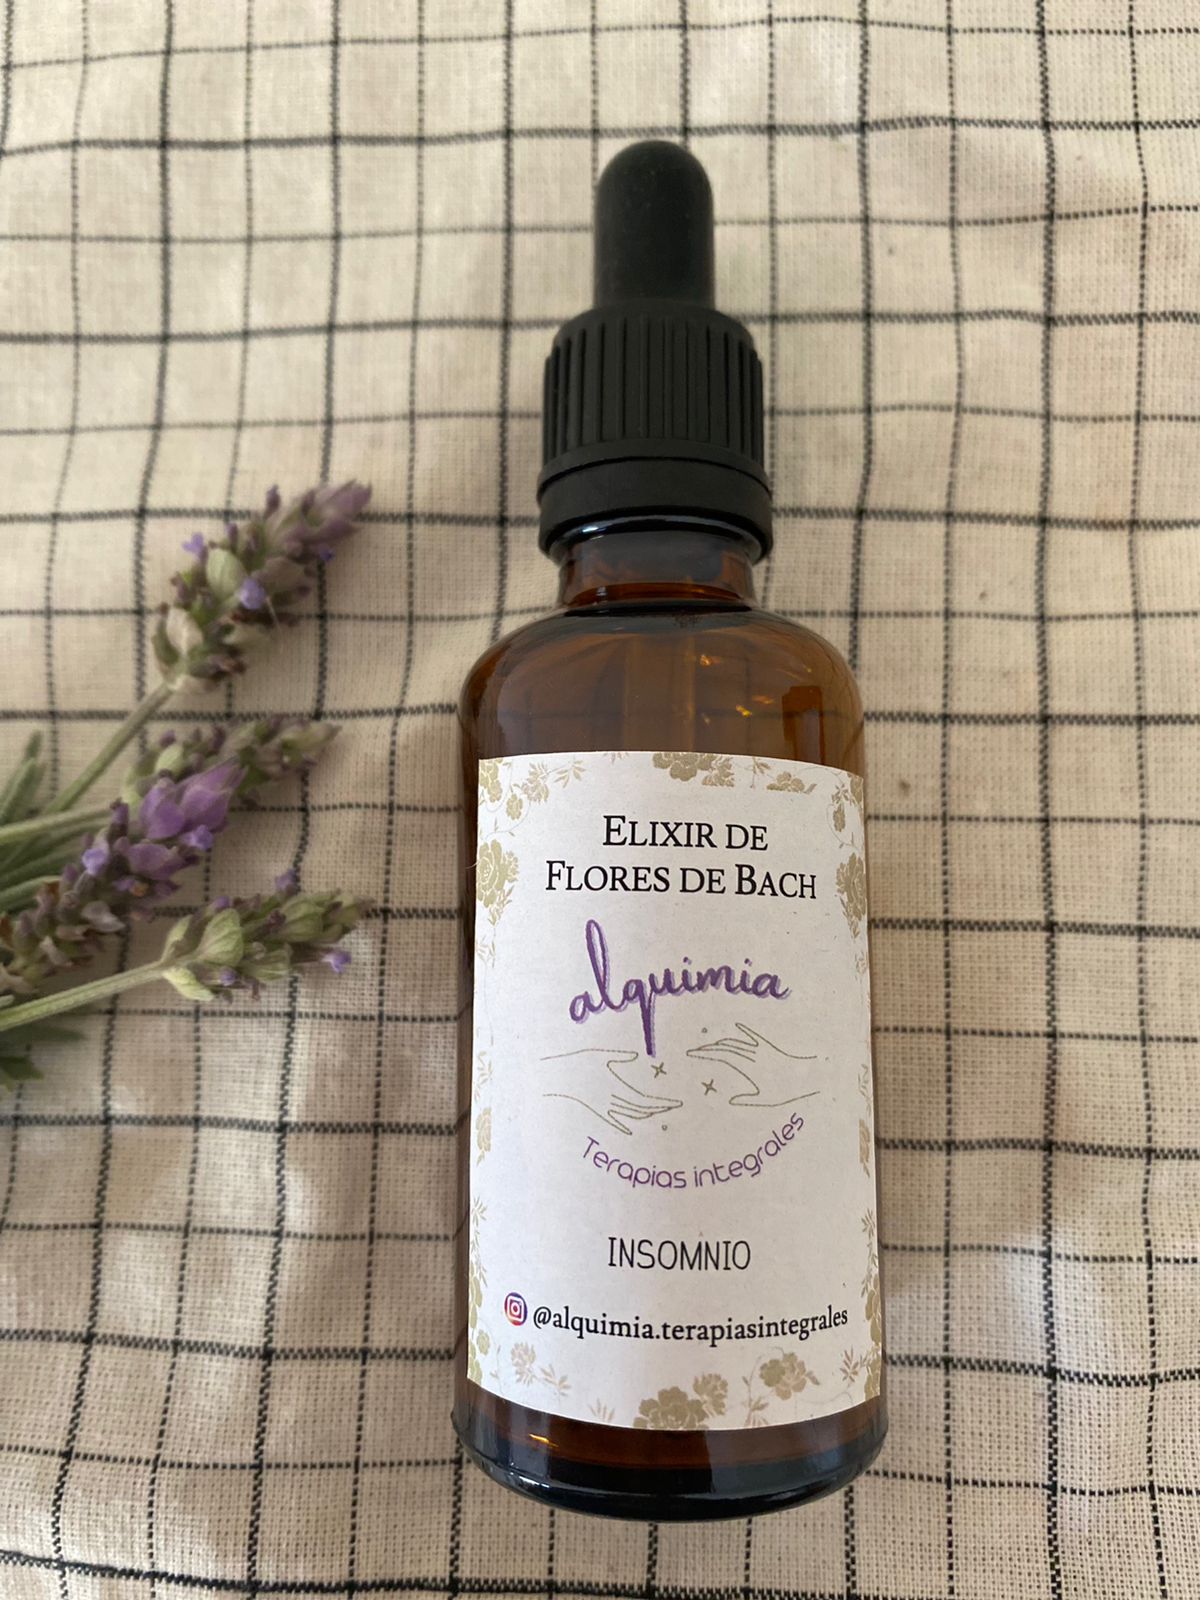 ELIXIR DE
FLORES DE BACH
alquimia
Terapias integrales
INSOMNIO
@alquimia.terapiasintegrales